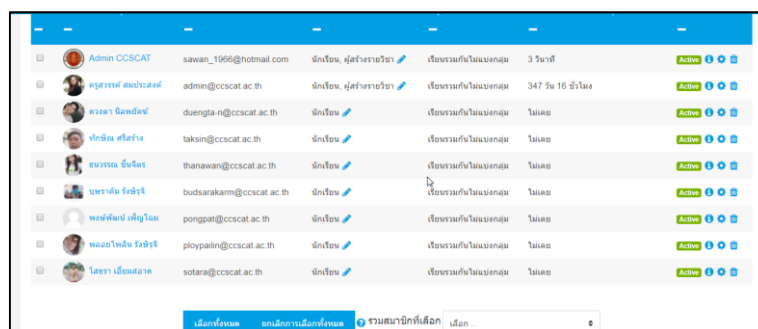 Admin CCSCAT sawan_1966@hotmail.com นักเรียน, ผู้สร้างรายวิชา เรียนรวมกันไม่แบ่งกลุ่ม 3 วินาที Active
ครูสวรรค์ สมประสงค์ admin@ccscat.ac.th นักเรียน, ผู้สร้างรายวิชา เรียนรวมกันไม่แบ่งกลุ่ม 347 วัน 16 ชั่วโมง Active
ดวงตา นิลพยัคฆ์ duengta-n@ccscat.ac.th นักเรียน เรียนรวมกันไม่แบ่งกลุ่ม ไม่เคย Active
ทักษิณ ศรีสร้าง taksin@ccscat.ac.th นักเรียน เรียนรวมกันไม่แบ่งกลุ่ม ไม่เคย Active
ธนวรรณ thanawan@ccscat.ac.th นักเรียน เรียนรวมกันไม่แบ่งกลุ่ม ไม่เคย Active
บุษราคัม budsarakarm@ccscat.ac.th นักเรียน เรียนรวมกันไม่แบ่งกลุ่ม ไม่เคย Active
พงษ์พัฒน์ เพ็ญโฉม pongpat@ccscat.ac.th นักเรียน เรียนรวมกันไม่แบ่งกลุ่ม ไม่เคย Active
พลอยไพลิน ploypailin@ccscat.ac.th นักเรียน เรียนรวมกันไม่แบ่งกลุ่ม ไม่เคย Active
โสธรา เอี่ยมสอาด sotara@ccscat.ac.th นักเรียน เรียนรวมกันไม่แบ่งกลุ่ม ไม่เคย Active
เลือกทั้งหมด ยกเลิกการเลือกทั้งหมด รวมสมาชิกที่เลือก เลือก ...